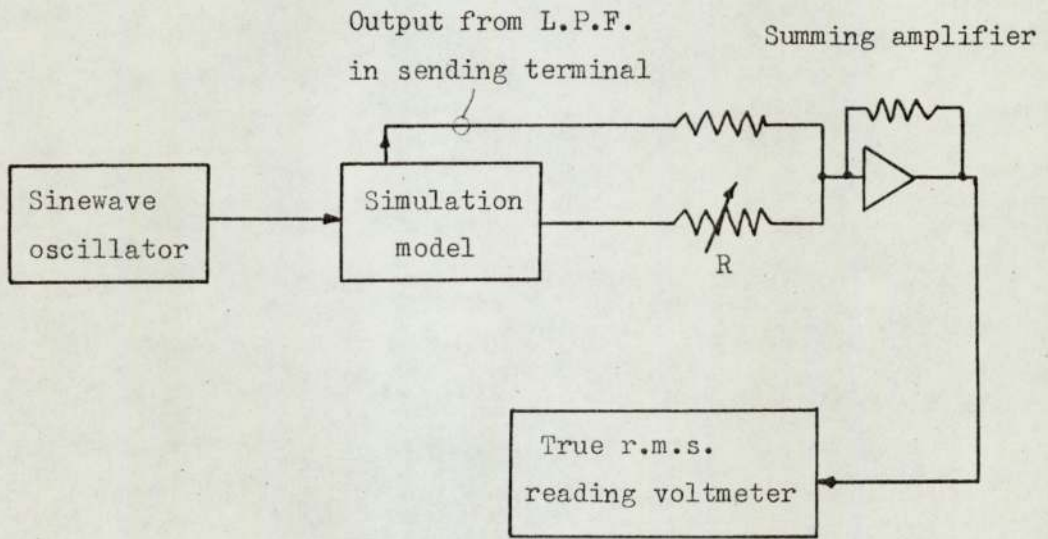 Output from L.P.F.
in sending terminal
Summing amplifier
Sinewave
oscillator
Simulation
model
R
True r.m.s.
reading voltmeter